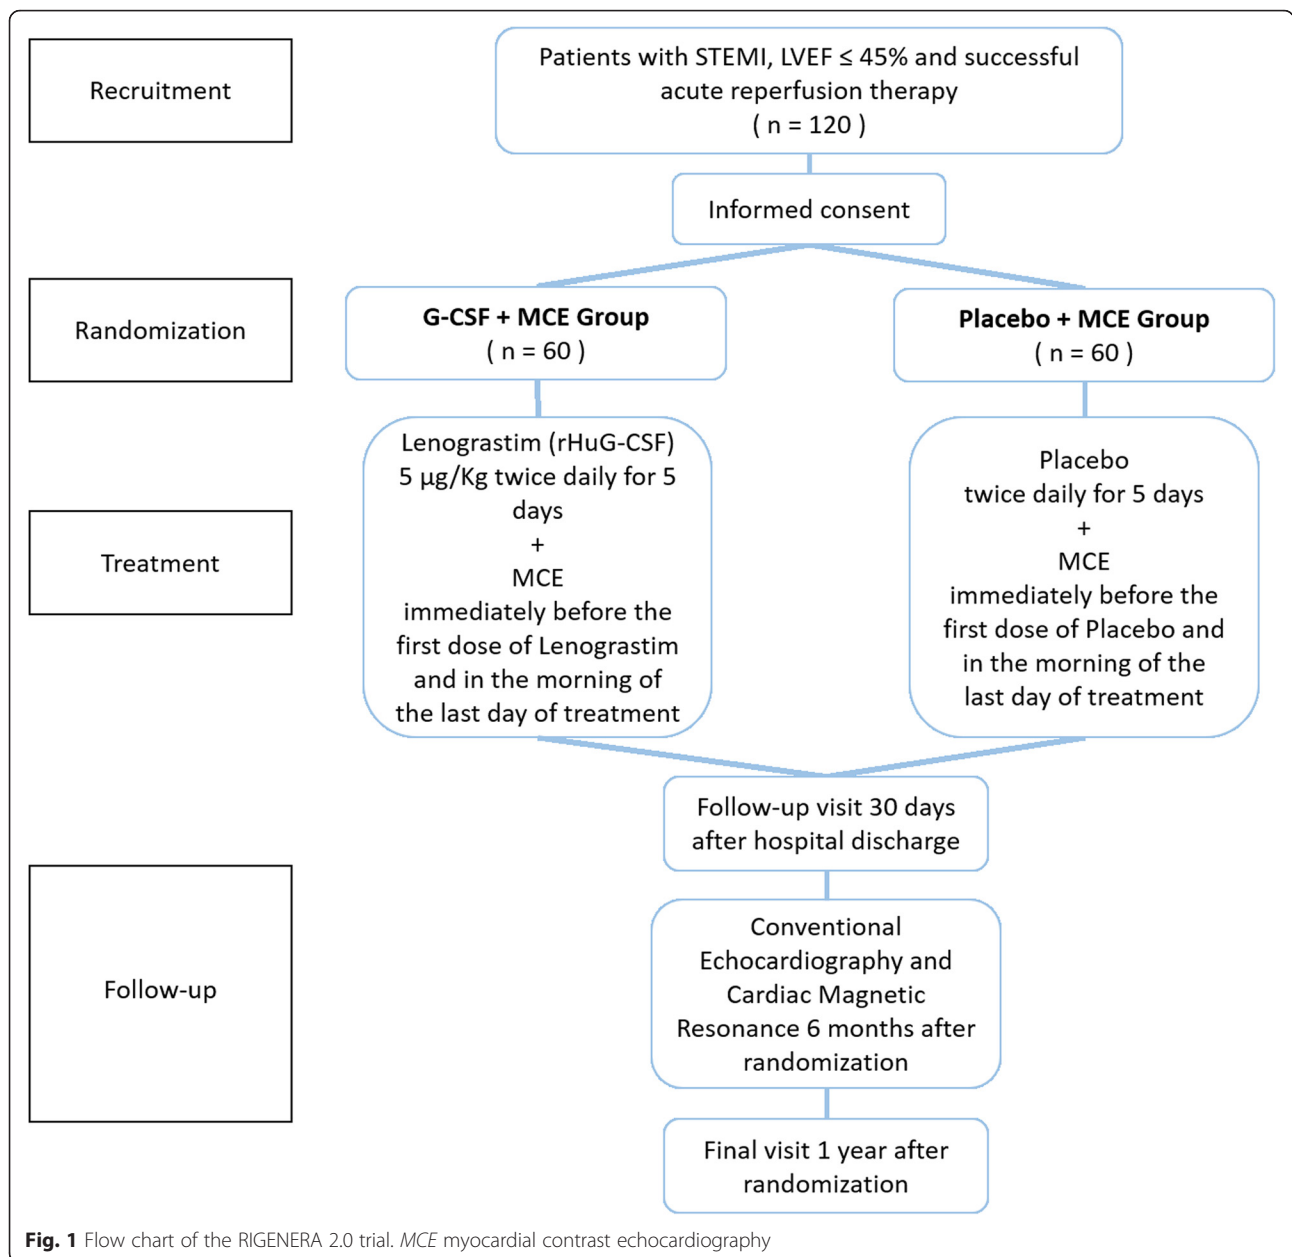 Recruitment
Patients with STEMI, LVEF ≤ 45% and successful
acute reperfusion therapy
( n = 120 )
Informed consent
Randomization
G-CSF + MCE Group
( n = 60 )
Placebo + MCE Group
( n = 60 )
Treatment
Lenograstim (rHuG-CSF)
5 µg/Kg twice daily for 5
days
+
MCE
immediately before the
first dose of Lenograstim
and in the morning of
the last day of treatment
Placebo
twice daily for 5 days
+
MCE
immediately before the
first dose of Placebo and
in the morning of the
last day of treatment
Follow-up
Follow-up visit 30 days
after hospital discharge
Conventional
Echocardiography and
Cardiac Magnetic
Resonance 6 months after
randomization
Final visit 1 year after
randomization
Fig. 1 Flow chart of the RIGENERA 2.0 trial. MCE myocardial contrast echocardiography